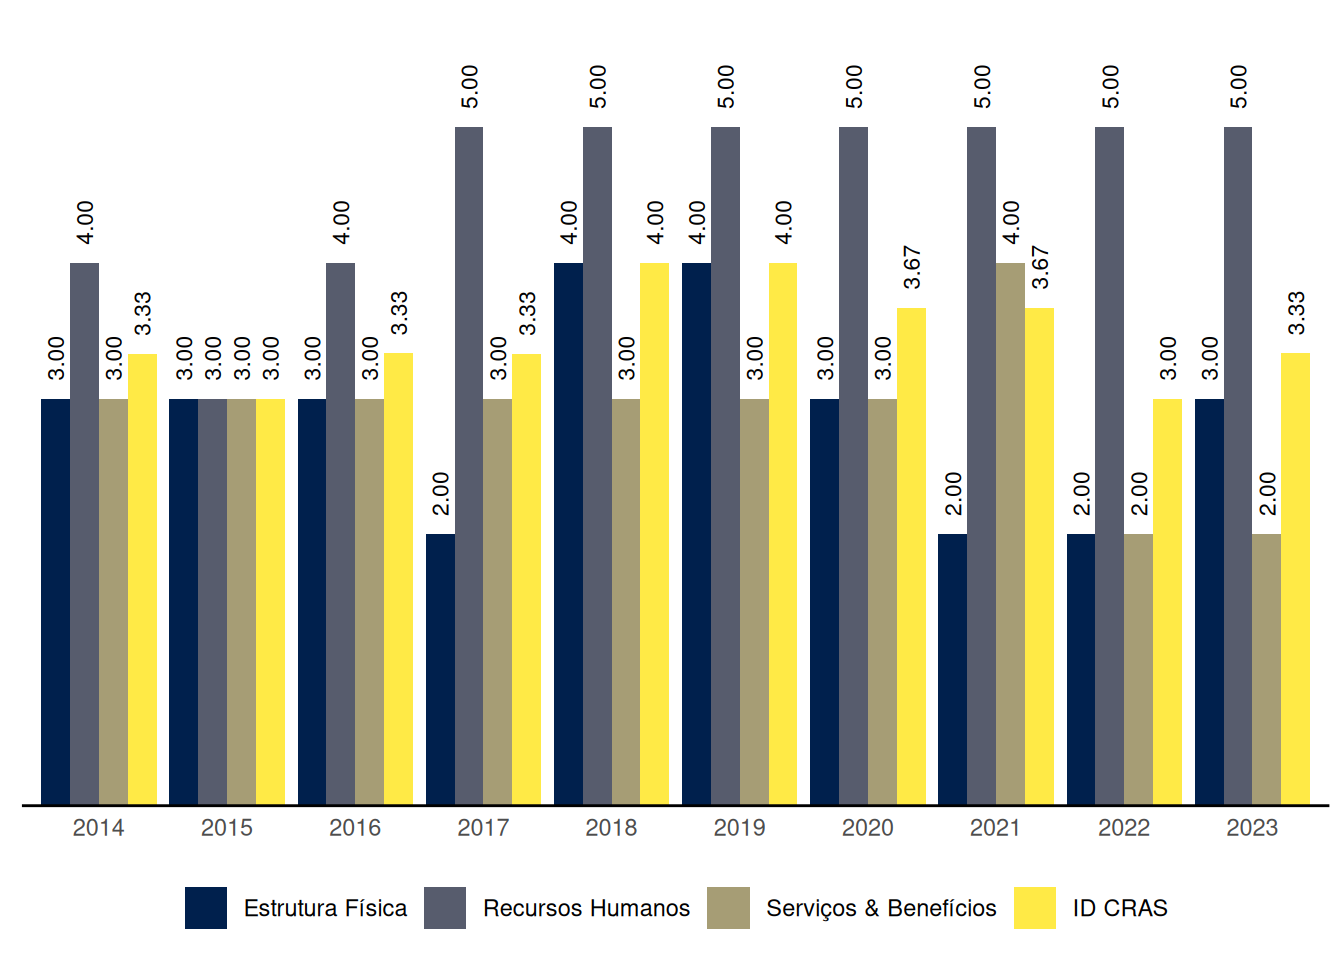 5.00 5.00 5.00 5.00 5.00 5.00 5.00
4.00 4.00 4.00 4.00 4.00 4.00 4.00
3.67 3.67
3.33 3.33 3.33 3.33
3.00 3.00 3.00 3.00 3.00 3.00 3.00 3.00 3.00 3.00 3.00 3.00 3.00 3.00 3.00
2.00 2.00 2.00 2.00 2.00
2014 2015 2016 2017 2018 2019 2020 2021 2022 2023
Estrutura Física Recursos Humanos Serviços & Benefícios ID CRAS